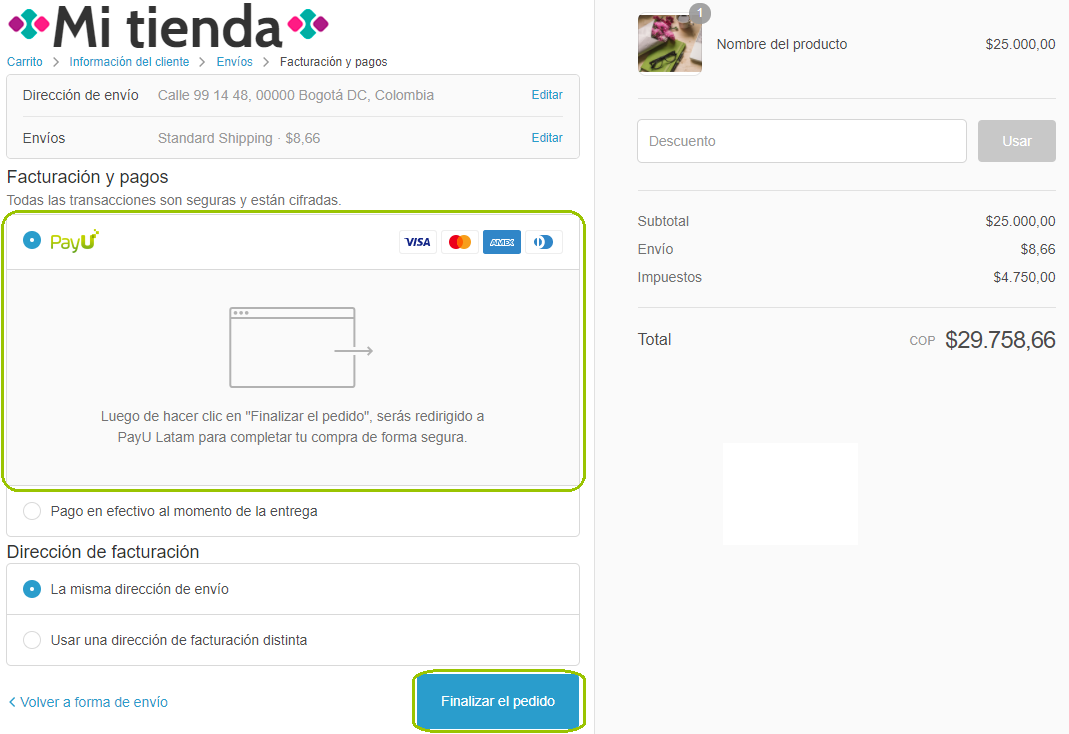 Mi tienda
Carrito > Información del cliente > Envíos > Facturación y pagos
Dirección de envío Calle 99 14 48, 00000 Bogotá DC, Colombia Editar
Envíos Standard Shipping · $8,66 Editar
Facturación y pagos
Todas las transacciones son seguras y están cifradas.
PayU VISA AMEX
Luego de hacer clic en "Finalizar el pedido", serás redirigido a
PayU Latam para completar tu compra de forma segura.
Pago en efectivo al momento de la entrega
Dirección de facturación
La misma dirección de envío
Usar una dirección de facturación distinta
< Volver a forma de envío
Finalizar el pedido
1
Nombre del producto $25.000,00
Descuento Usar
Subtotal $25.000,00
Envío $8,66
Impuestos $4.750,00
Total COP $29.758,66